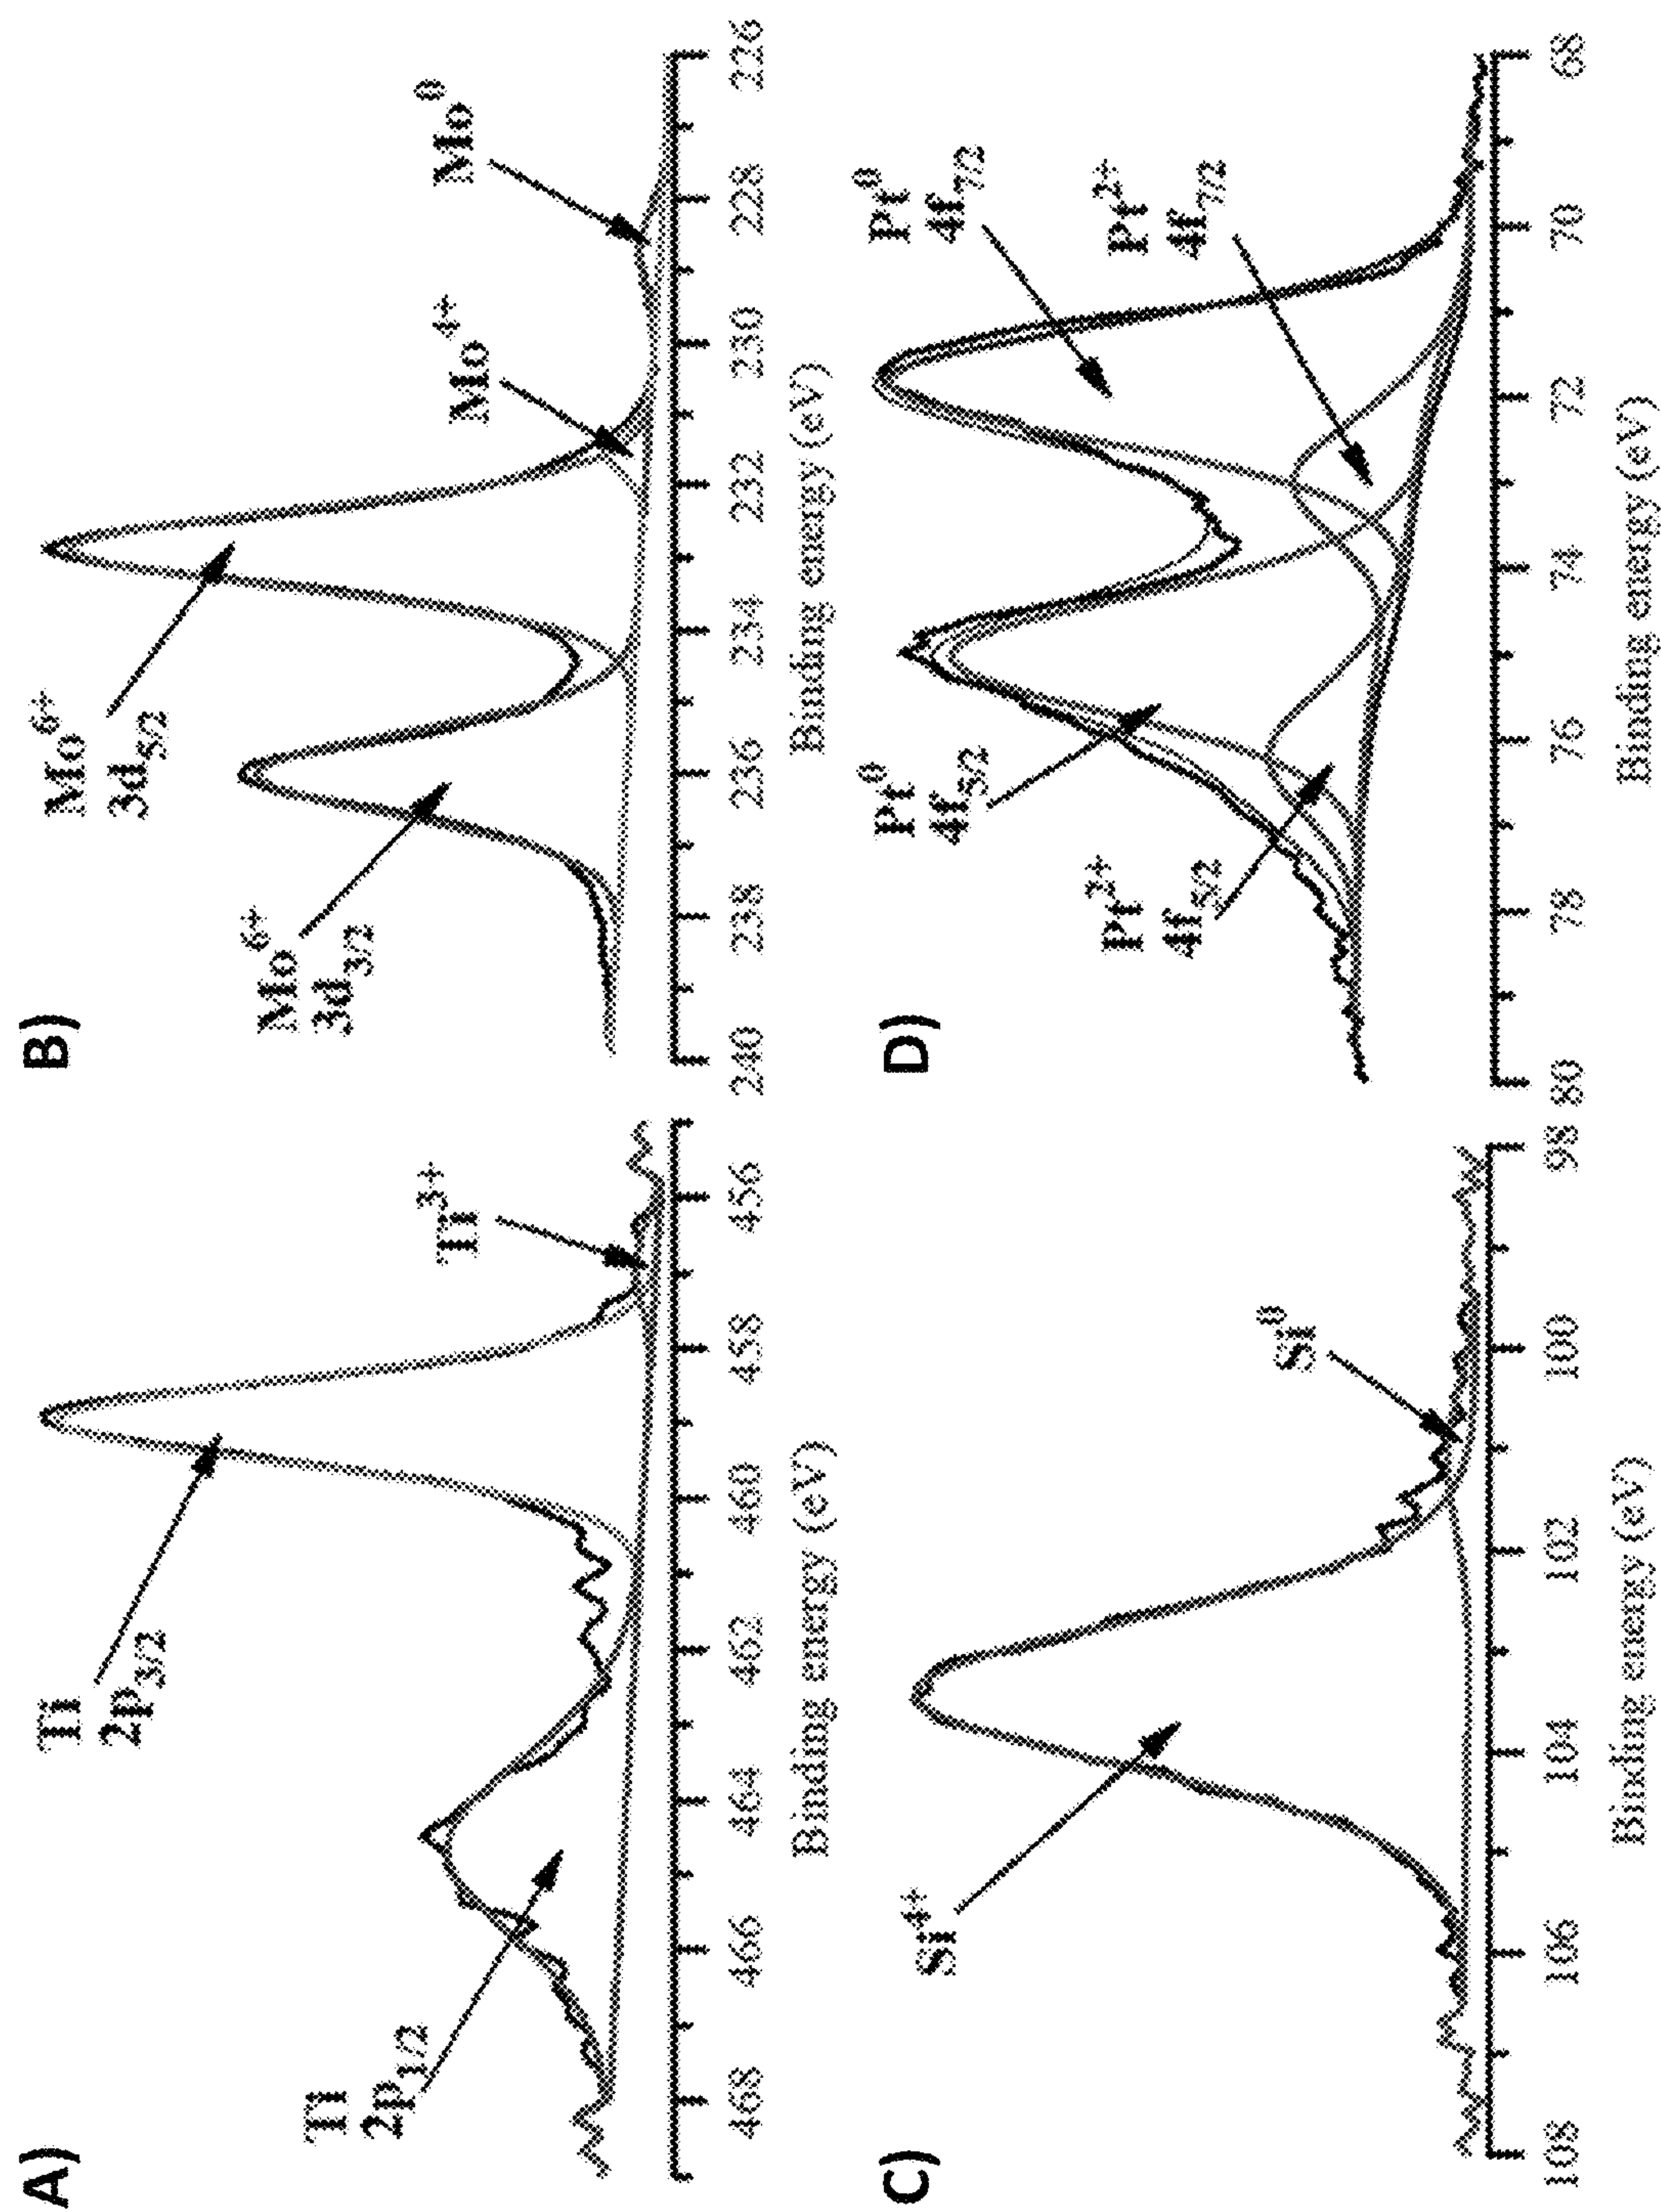 A)
Ti
2p1/2
Ti
2p3/2
Ti3+
468 466 464 462 460 458 456
Binding energy (eV)
B)
Mo6+
3d3/2
Mo6+
3d5/2
Mo4+
Mo0
240 238 236 234 232 230 228 226
Binding energy (eV)
C)
Si4+
Si0
108 106 104 102 100 98
Binding energy (eV)
D)
Pt2+
4f5/2
Pt0
4f5/2
Pt0
4f7/2
Pt2+
4f7/2
80 78 76 74 72 70 68
Binding energy (eV)